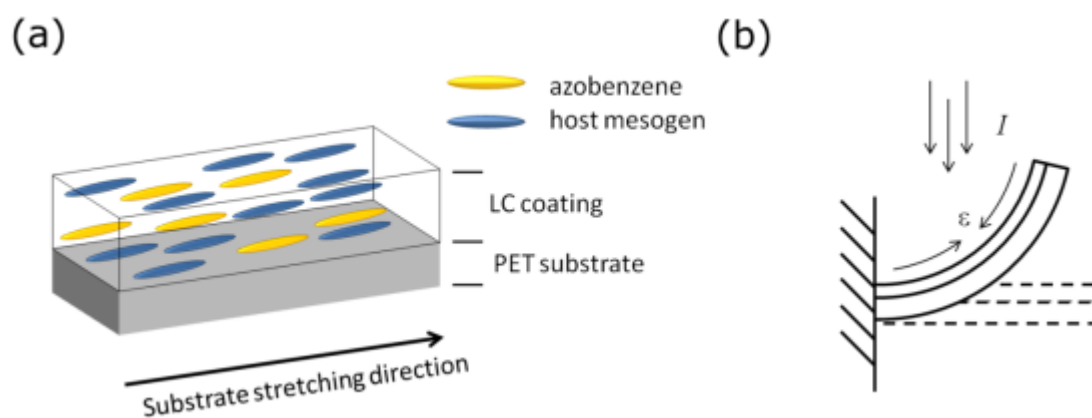 (a)
azobenzene
host mesogen
LC coating
PET substrate
Substrate stretching direction
(b)
I
ε